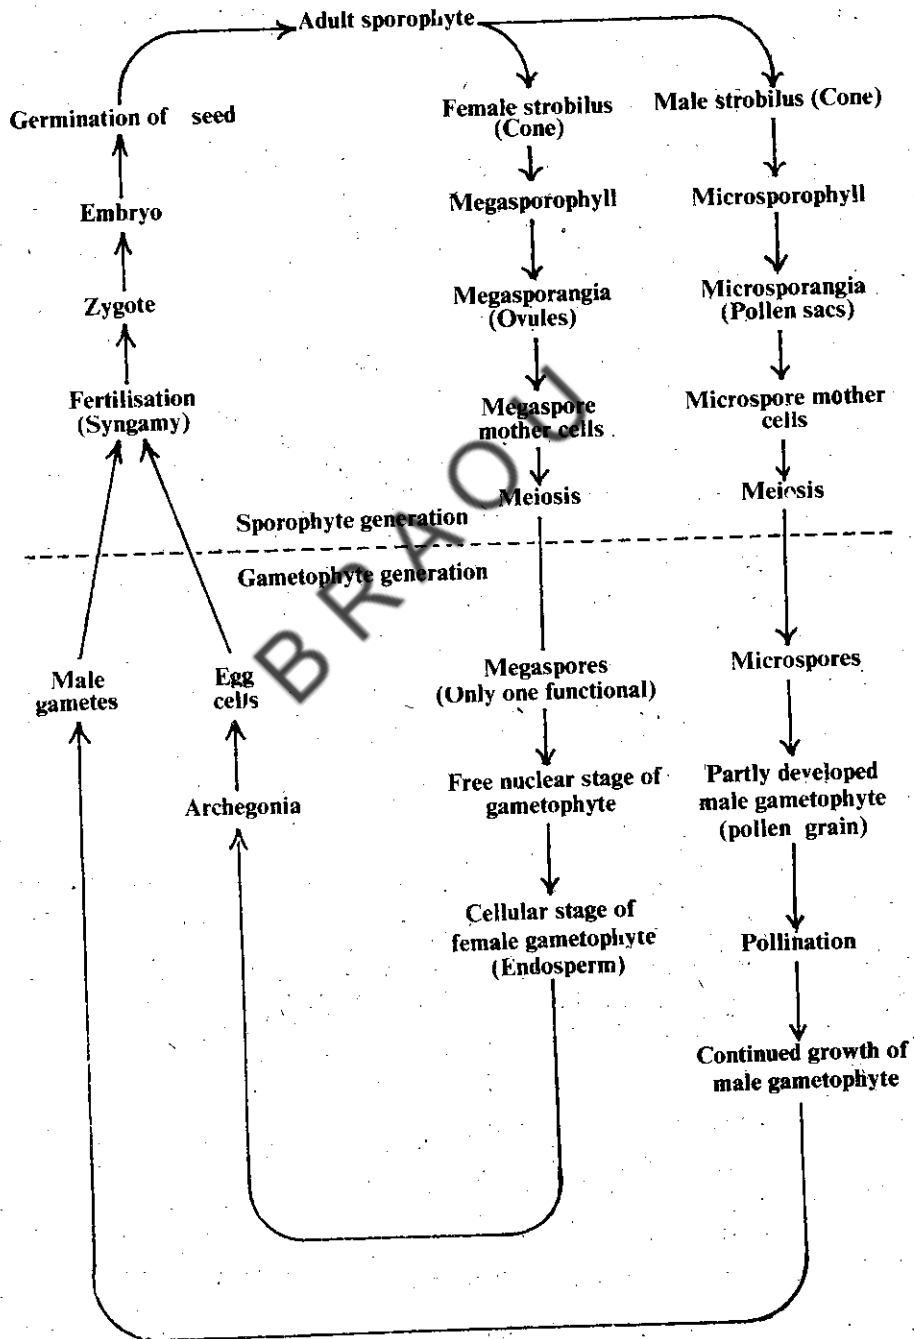 Adult sporophyte
Germination of seed
Embryo
Zygote
Fertilisation
(Syngamy)
Female strobilus
(Cone)
Megasporophyll
Megasporangia
(Ovules)
Megaspore
mother cells
Meiosis
Male strobilus (Cone)
Microsporophyll
Microsporangia
(Pollen sacs)
Microspore mother
cells
Meiosis
Sporophyte generation
Gametophyte generation
BRAOU
Male
gametes
Egg
cells
Archegonia
Megaspores
(Only one functional)
Free nuclear stage of
gametophyte
Cellular stage of
female gametophyte
(Endosperm)
Microspores
Partly developed
male gametophyte
(pollen grain)
Pollination
Continued growth of
male gametophyte